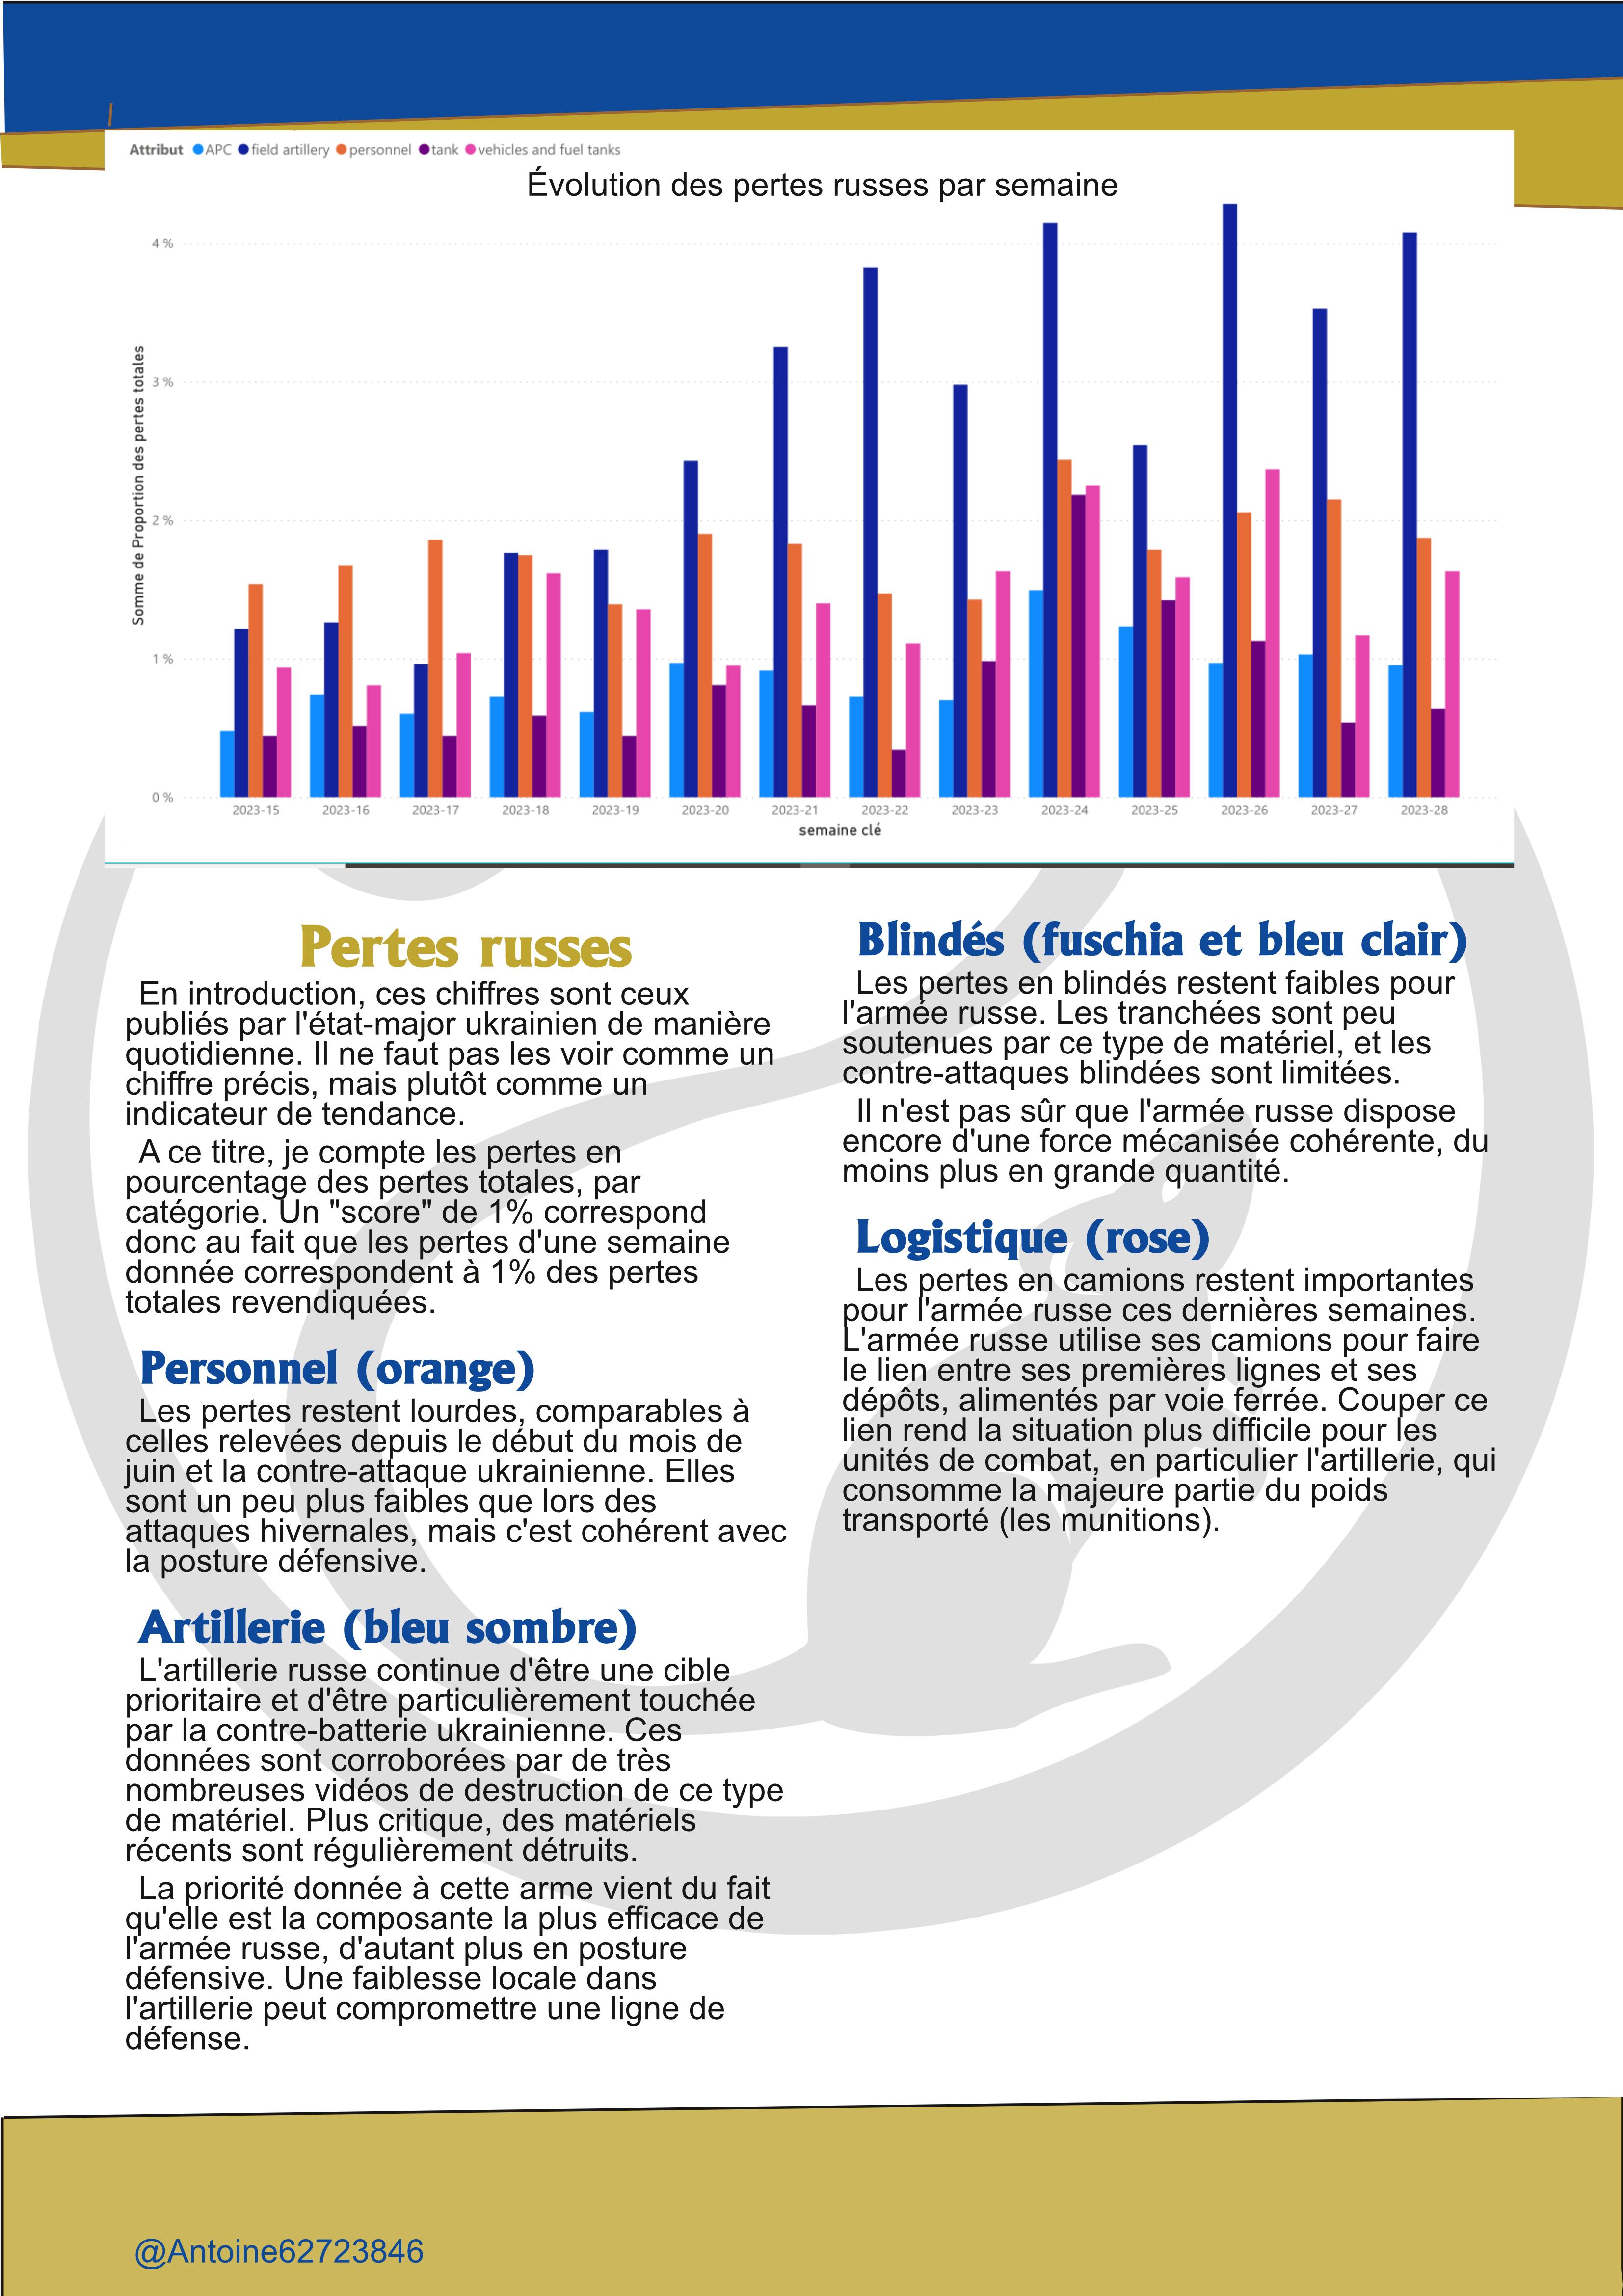 Attribut APC field artillery personnel tank vehicles and fuel tanks
Évolution des pertes russes par semaine
Somme de Proportion des pertes totales
4 %
3 %
2 %
1 %
0 %
2023-15 2023-16 2023-17 2023-18 2023-19 2023-20 2023-21 2023-22 2023-23 2023-24 2023-25 2023-26 2023-27 2023-28
semaine clé
Pertes russes
En introduction, ces chiffres sont ceux
publiés par l'état-major ukrainien de manière
quotidienne. Il ne faut pas les voir comme un
chiffre précis, mais plutôt comme un
indicateur de tendance.
A ce titre, je compte les pertes en
pourcentage des pertes totales, par
catégorie. Un "score" de 1% correspond
donc au fait que les pertes d'une semaine
donnée correspondent à 1% des pertes
totales revendiquées.
Personnel (orange)
Les pertes restent lourdes, comparables à
celles relevées depuis le début du mois de
juin et la contre-attaque ukrainienne. Elles
sont un peu plus faibles que lors des
attaques hivernales, mais c'est cohérent avec
la posture défensive.
Artillerie (bleu sombre)
L'artillerie russe continue d'être une cible
prioritaire et d'être particulièrement touchée
par la contre-batterie ukrainienne. Ces
données sont corroborées par de très
nombreuses vidéos de destruction de ce type
de matériel. Plus critique, des matériels
récents sont régulièrement détruits.
La priorité donnée à cette arme vient du fait
qu'elle est la composante la plus efficace de
l'armée russe, d'autant plus en posture
défensive. Une faiblesse locale dans
l'artillerie peut compromettre une ligne de
défense.
Blindés (fuschia et bleu clair)
Les pertes en blindés restent faibles pour
l'armée russe. Les tranchées sont peu
soutenues par ce type de matériel, et les
contre-attaques blindées sont limitées.
Il n'est pas sûr que l'armée russe dispose
encore d'une force mécanisée cohérente, du
moins plus en grande quantité.
Logistique (rose)
Les pertes en camions restent importantes
pour l'armée russe ces dernières semaines.
L'armée russe utilise ses camions pour faire
le lien entre ses premières lignes et ses
dépôts, alimentés par voie ferrée. Couper ce
lien rend la situation plus difficile pour les
unités de combat, en particulier l'artillerie, qui
consomme la majeure partie du poids
transporté (les munitions).
@Antoine62723846